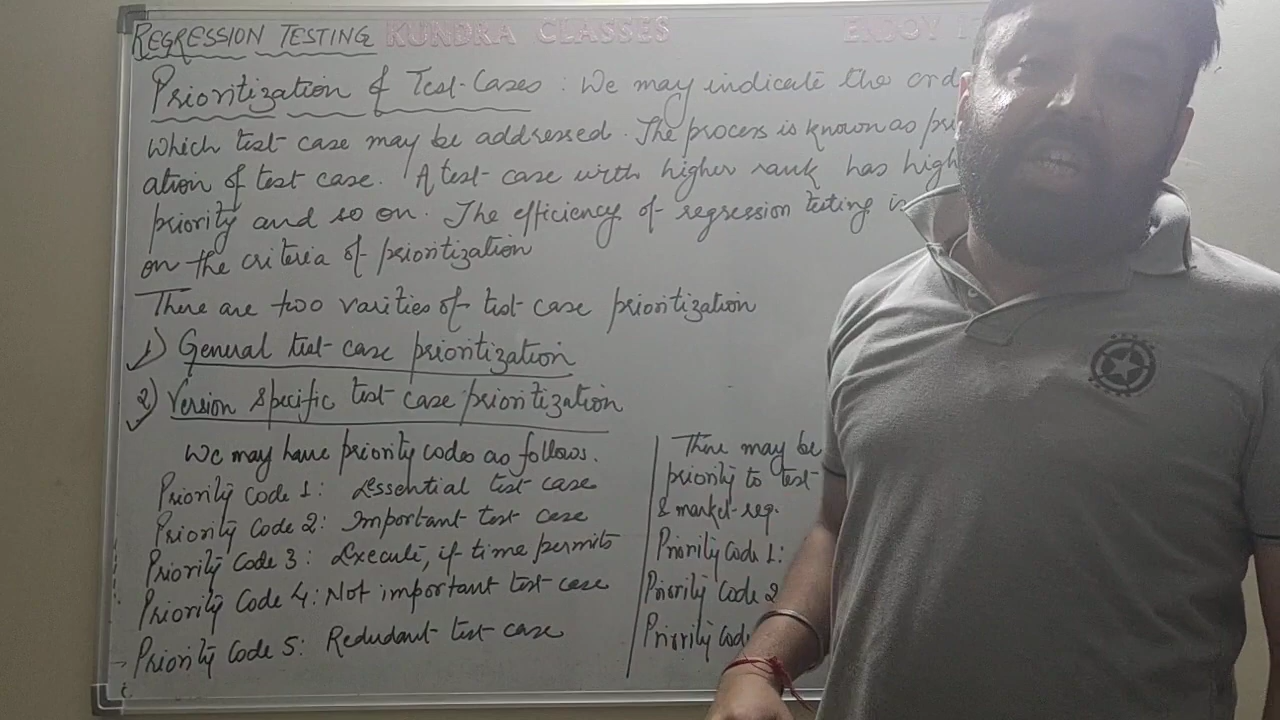 REGRESSION TESTING KUNDRA CLASSES ENJOY
Prioritization of Test-Cases : We may indicate the ord
which test case may be addressed. The process is known as pri
ation of test case. A test-case with higher rank has high
priority and so on. The efficiency of regression testing is
on the criteria of prioritization
There are two varities of test case prioritization
1) General test-case prioritization
2) Version specific test case prioritization
We may have priority codes as follows.
Priority Code 1: Essential test case
Priority Code 2: Important test case
Priority Code 3: Execute, if time permits
Priority Code 4: Not important test case
Priority Code 5: Redudant test case
There may be
priority to test
& market-req.
Priority Code 1:
Priority Code 2
Priority Code